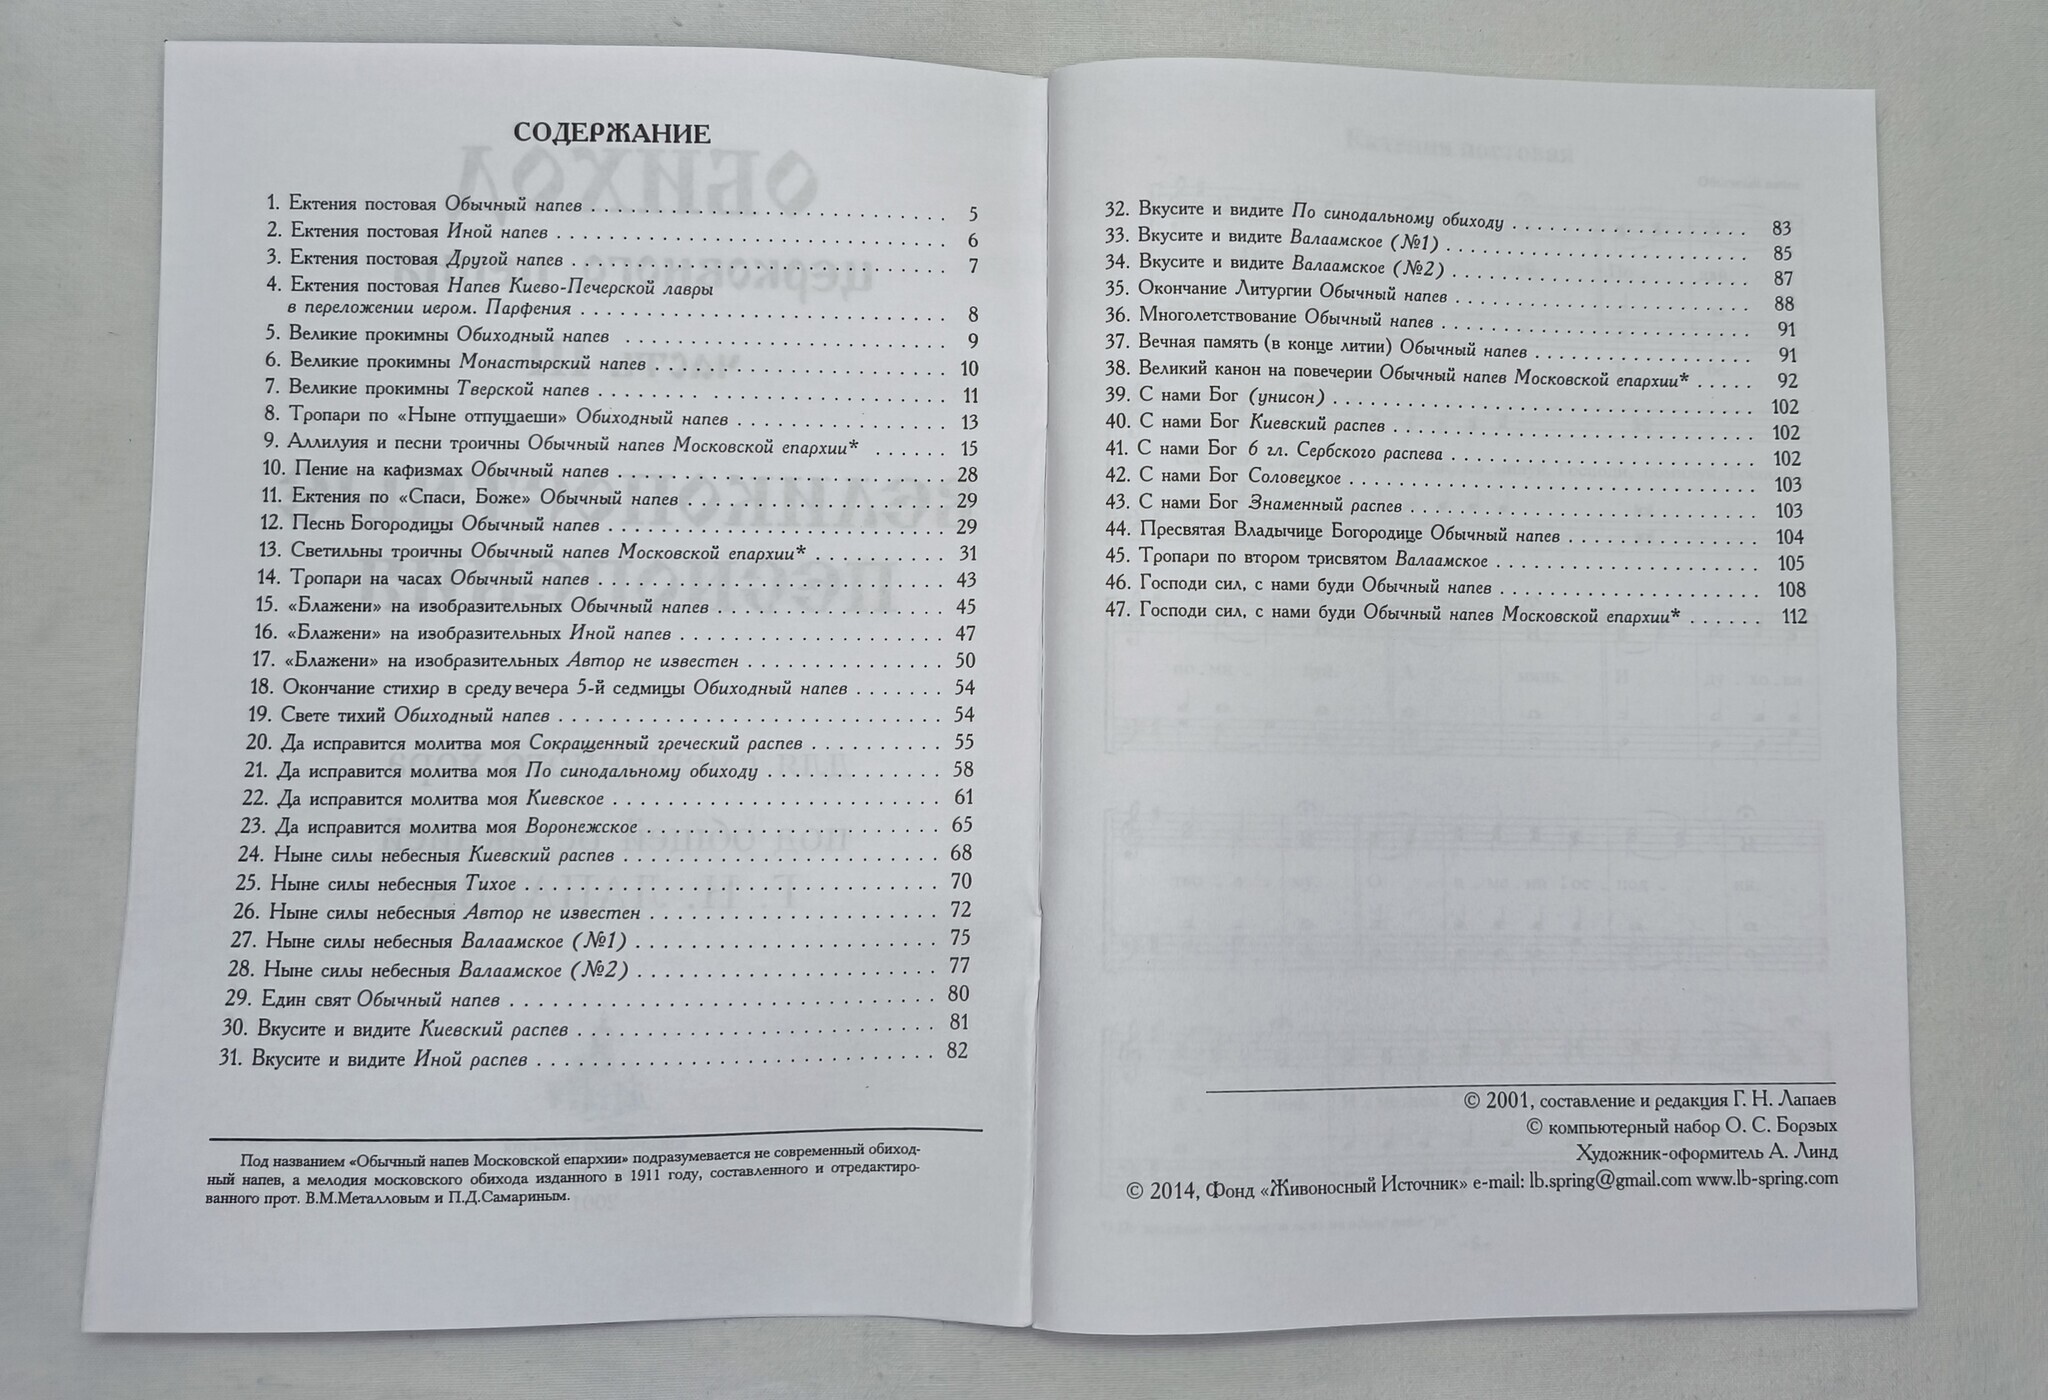 СОДЕРЖАНИЕ
1. Ектения постовая Обычный напев . . . . . . . . . . 5
2. Ектения постовая Иной напев . . . . . . . . . . 6
3. Ектения постовая Другой напев . . . . . . . . . . 7
4. Ектения постовая Напев Киево-Печерской лавры
в переложении иером. Парфения . . . . . . . . . . 8
5. Великие прокимны Обиходный напев . . . . . . . . . . 9
6. Великие прокимны Монастырский напев . . . . . . . . . . 10
7. Великие прокимны Тверской напев . . . . . . . . . . 11
8. Тропари по «Ныне отпущаеши» Обиходный напев . . . . . . . . . . 13
9. Аллилуия и песни троичны Обычный напев Московской епархии* . . . . . . 15
10. Пение на кафизмах Обычный напев . . . . . . . . . . 28
11. Ектения по «Спаси, Боже» Обычный напев . . . . . . . . . . 29
12. Песнь Богородицы Обычный напев . . . . . . . . . . 29
13. Светильны троичны Обычный напев Московской епархии* . . . . . . . . . . 31
14. Тропари на часах Обычный напев . . . . . . . . . . 43
15. «Блажени» на изобразительных Обычный напев . . . . . . . . . . 45
16. «Блажени» на изобразительных Иной напев . . . . . . . . . . 47
17. «Блажени» на изобразительных Автор не известен . . . . . . . . . . 50
18. Окончание стихир в среду вечера 5-й седмицы Обиходный напев . . . . . . . 54
19. Свете тихий Обиходный напев . . . . . . . . . . 54
20. Да исправится молитва моя Сокращенный греческий распев . . . . . . . . . . 55
21. Да исправится молитва моя По синодальному обиходу . . . . . . . . . . 58
22. Да исправится молитва моя Киевское . . . . . . . . . . 61
23. Да исправится молитва моя Воронежское . . . . . . . . . . 65
24. Ныне силы небесныя Киевский распев . . . . . . . . . . 68
25. Ныне силы небесныя Тихое . . . . . . . . . . 70
26. Ныне силы небесныя Автор не известен . . . . . . . . . . 72
27. Ныне силы небесныя Валаамское (№1) . . . . . . . . . . 75
28. Ныне силы небесныя Валаамское (№2) . . . . . . . . . . 77
29. Един свят Обычный напев . . . . . . . . . . 80
30. Вкусите и видите Киевский распев . . . . . . . . . . 81
31. Вкусите и видите Иной распев . . . . . . . . . . 82
Под названием «Обычный напев Московской епархии» подразумевается не современный обиход-
ный напев, а мелодия московского обихода изданного в 1911 году, составленного и отредактиро-
ванного прот. В.М.Металловым и П.Д.Самариным.
32. Вкусите и видите По синодальному обиходу . . . . . . . . . . 83
33. Вкусите и видите Валаамское (№1) . . . . . . . . . . 85
34. Вкусите и видите Валаамское (№2) . . . . . . . . . . 87
35. Окончание Литургии Обычный напев . . . . . . . . . . 88
36. Многолетствование Обычный напев . . . . . . . . . . 91
37. Вечная память (в конце литии) Обычный напев . . . . . . . . . . 91
38. Великий канон на повечерии Обычный напев Московской епархии* . . . . . 92
39. С нами Бог (унисон) . . . . . . . . . . 102
40. С нами Бог Киевский распев . . . . . . . . . . 102
41. С нами Бог 6 гл. Сербского распева . . . . . . . . . . 102
42. С нами Бог Соловецкое . . . . . . . . . . 103
43. С нами Бог Знаменный распев . . . . . . . . . . 103
44. Пресвятая Владычице Богородице Обычный напев . . . . . . . . . . 104
45. Тропари по втором трисвятом Валаамское . . . . . . . . . . 105
46. Господи сил, с нами буди Обычный напев . . . . . . . . . . 108
47. Господи сил, с нами буди Обычный напев Московской епархии* . . . . . . 112
© 2001, составление и редакция Г. Н. Лапаев
© компьютерный набор О. С. Борзых
Художник-оформитель А. Линд
© 2014, Фонд «Живоносный Источник» e-mail: lb.spring@gmail.com www.lb-spring.com